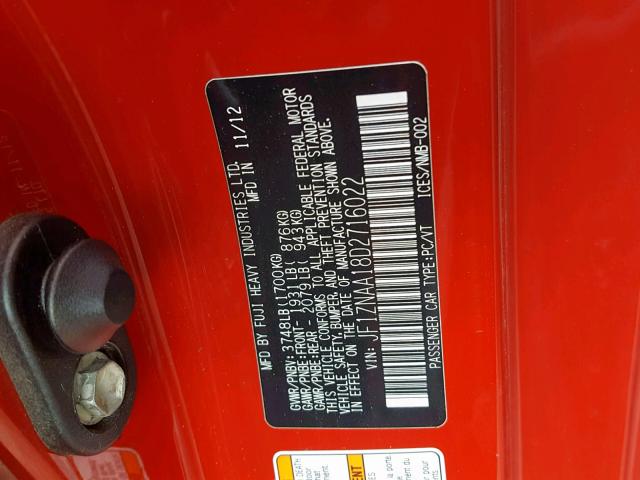 MFD BY FUJI HEAVY INDUSTRIES LTD.
MFD IN 11/12
GVWR/PNBV: 3748LB(1700KG)
GAWR/PNBE:FRONT- 1931LB( 876KG)
GAWR/PNBE:REAR 2079LB( 943KG)
THIS VEHICLE CONFORMS TO ALL APPLICABLE FEDERAL MOTOR
VEHICLE SAFETY,BUMPER, AND THEFT PREVENTION STANDARDS
IN EFFECT ON THE DATE OF MANUFACTURE SHOWN ABOVE.
VIN: JF1ZNAA18D2716022
PASSENGER CAR TYPE:PC/VT ICES/NMB-002
DEATH